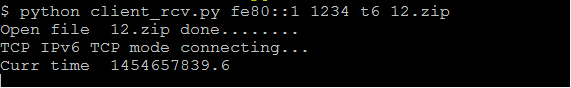 $ python client_rcv.py fe80::1 1234 t6 12.zip
Open file  12.zip done........
TCP IPv6 TCP mode connecting...
Curr time  1454657839.6